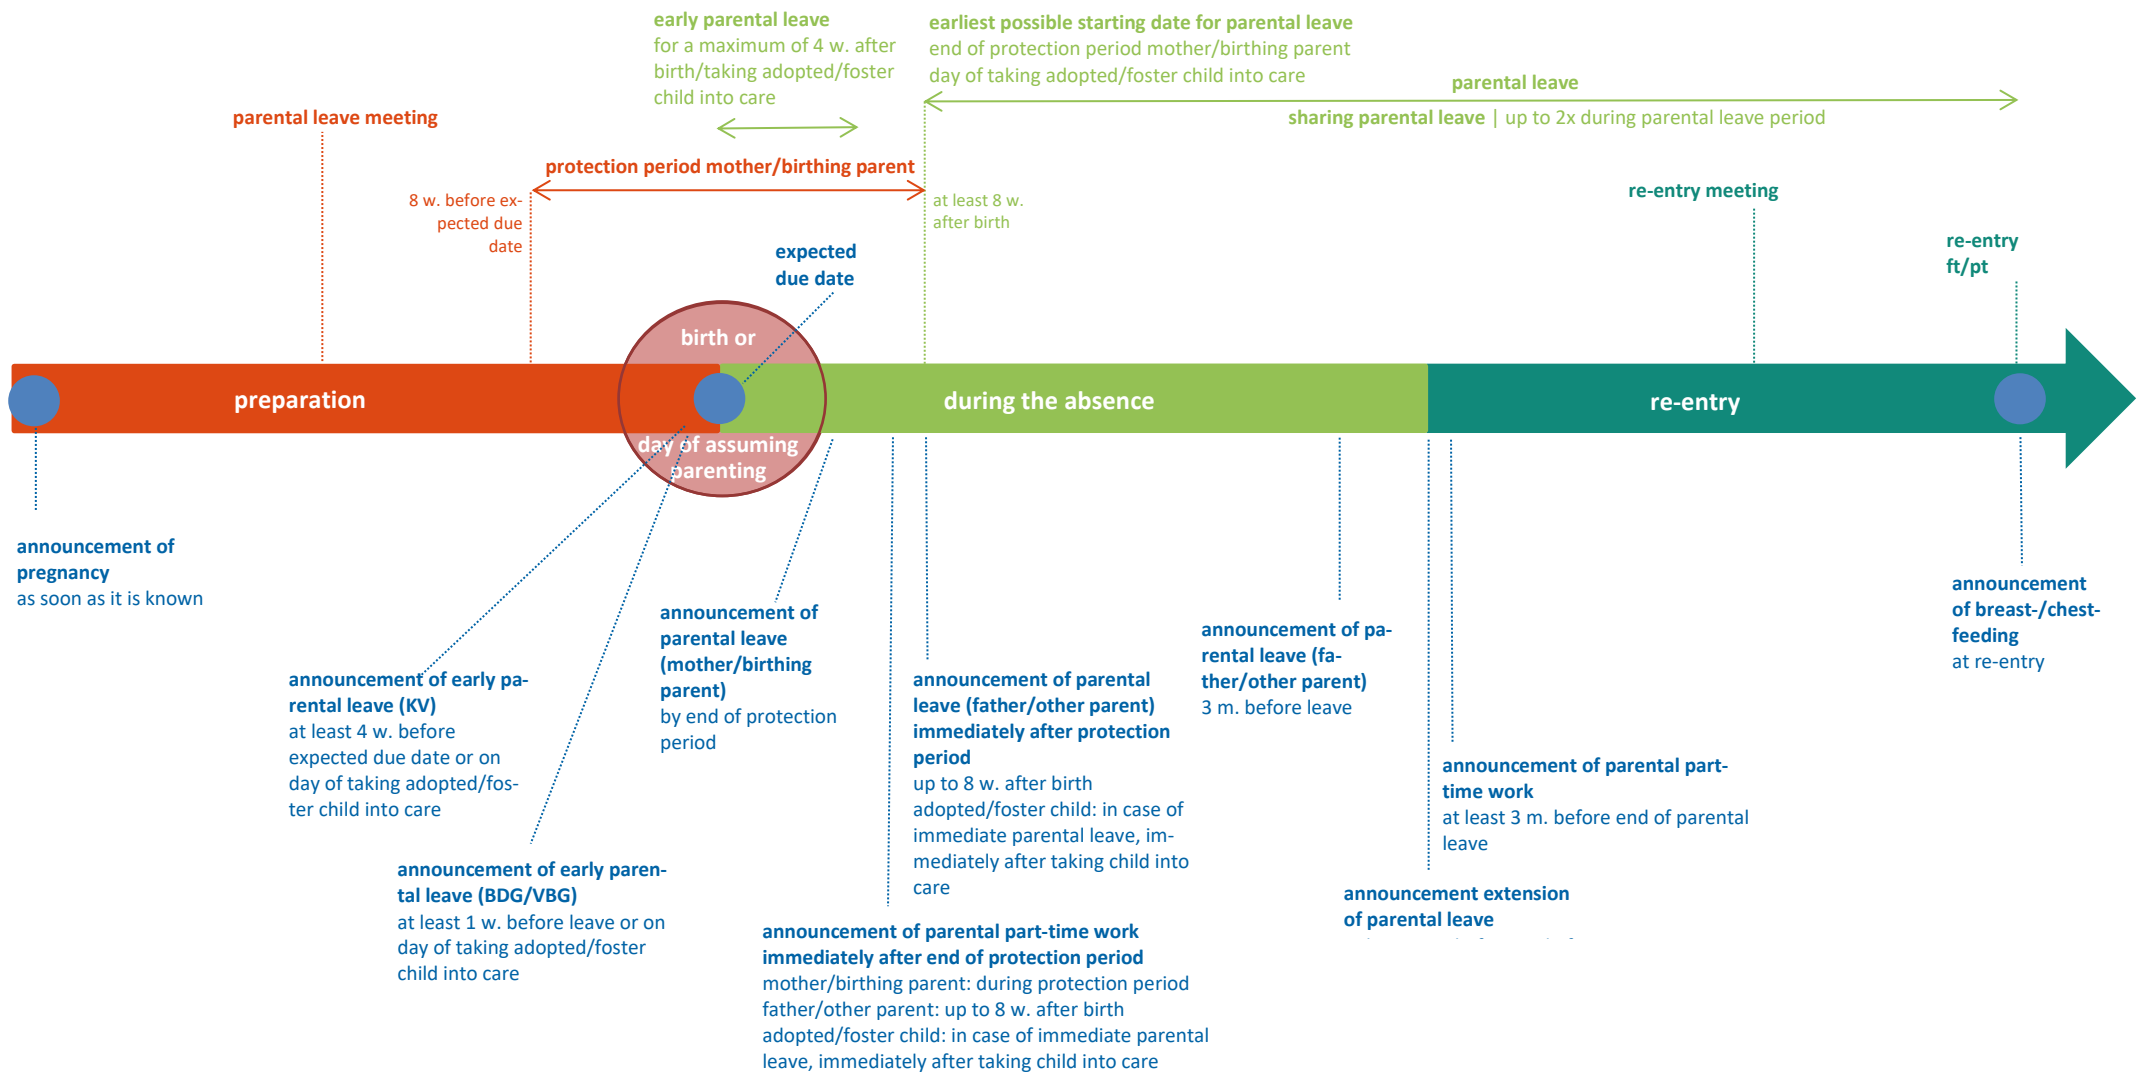 early parental leave
for a maximum of 4 w. after
birth/taking adopted/foster
child into care
earliest possible starting date for parental leave
end of protection period mother/birthing parent
day of taking adopted/foster child into care
parental leave
sharing parental leave | up to 2x during parental leave period
parental leave meeting
protection period mother/birthing parent
8 w. before ex-
pected due
date
at least 8 w.
after birth
re-entry meeting
re-entry
ft/pt
expected
due date
birth or
preparation
during the absence
re-entry
day of assuming
parenting
announcement of
pregnancy
as soon as it is known
announcement of early pa-
rental leave (KV)
at least 4 w. before
expected due date or on
day of taking adopted/fos-
ter child into care
announcement of early paren-
tal leave (BDG/VBG)
at least 1 w. before leave or on
day of taking adopted/foster
child into care
announcement of
parental leave
(mother/birthing
parent)
by end of protection
period
announcement of parental
leave (father/other parent)
immediately after protection
period
up to 8 w. after birth
adopted/foster child: in case of
immediate parental leave, im-
mediately after taking child into
care
announcement of parental part-time work
immediately after end of protection period
mother/birthing parent: during protection period
father/other parent: up to 8 w. after birth
adopted/foster child: in case of immediate parental
leave, immediately after taking child into care
announcement of pa-
rental leave (fa-
ther/other parent)
3 m. before leave
announcement of parental part-
time work
at least 3 m. before end of parental
leave
announcement extension
of parental leave
announcement
of breast-/chest-
feeding
at re-entry